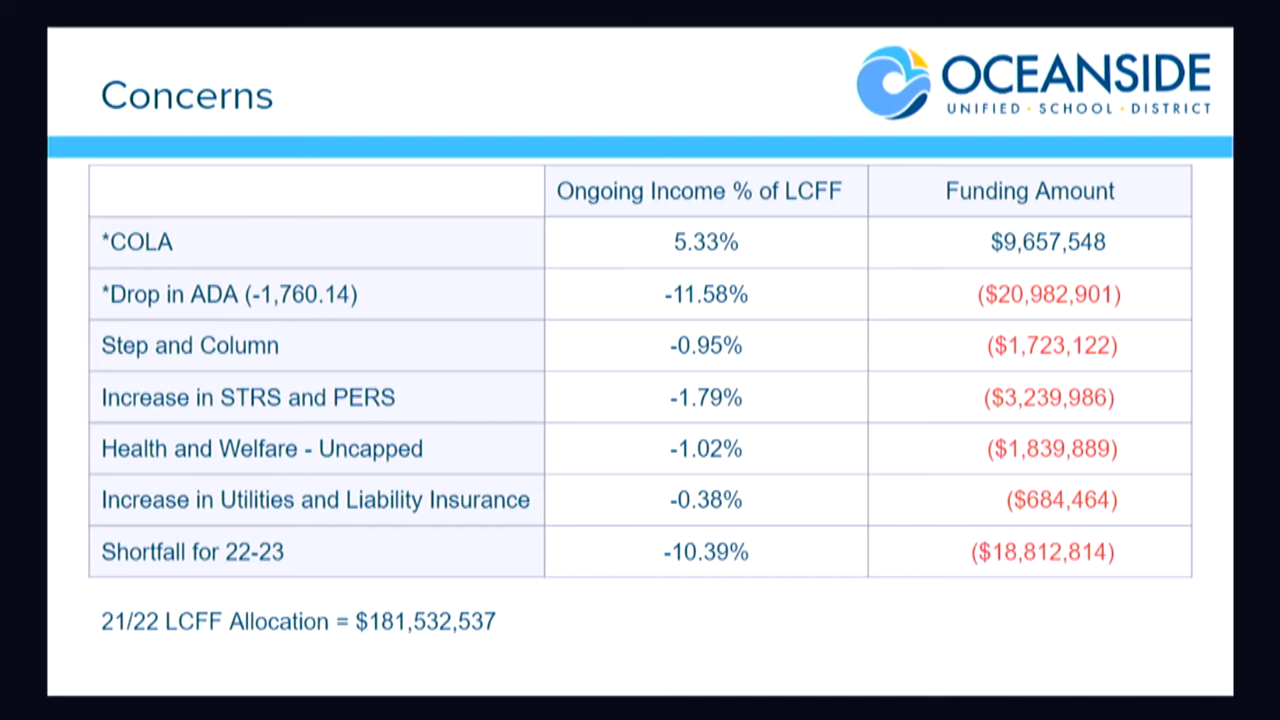 Concerns
OCEANSIDE
UNIFIED · SCHOOL · DISTRICT
Ongoing Income % of LCFF Funding Amount
*COLA 5.33% $9,657,548
*Drop in ADA (-1,760.14) -11.58% ($20,982,901)
Step and Column -0.95% ($1,723,122)
Increase in STRS and PERS -1.79% ($3,239,986)
Health and Welfare - Uncapped -1.02% ($1,839,889)
Increase in Utilities and Liability Insurance -0.38% ($684,464)
Shortfall for 22-23 -10.39% ($18,812,814)
21/22 LCFF Allocation = $181,532,537